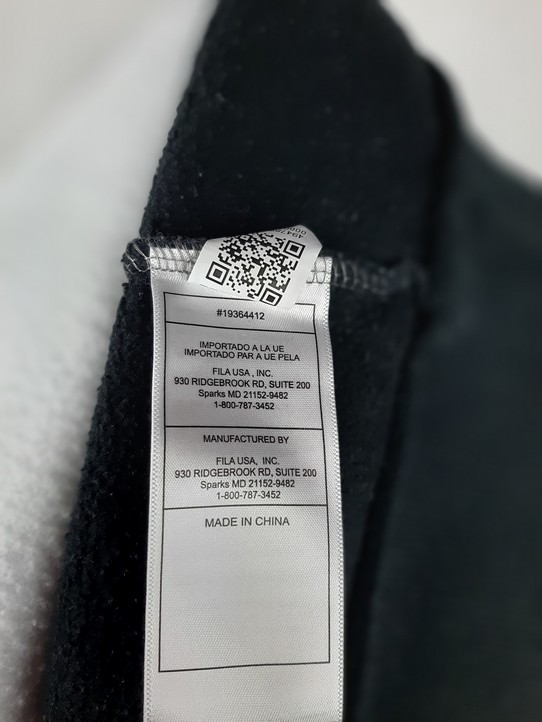 #19364412
IMPORTADO A LA UE
IMPORTADO PAR A UE PELA
FILA USA , INC.
930 RIDGEBROOK RD, SUITE 200
Sparks MD 21152-9482
1-800-787-3452
MANUFACTURED BY
FILA USA, INC.
930 RIDGEBROOK RD, SUITE 200
Sparks MD 21152-9482
1-800-787-3452
MADE IN CHINA